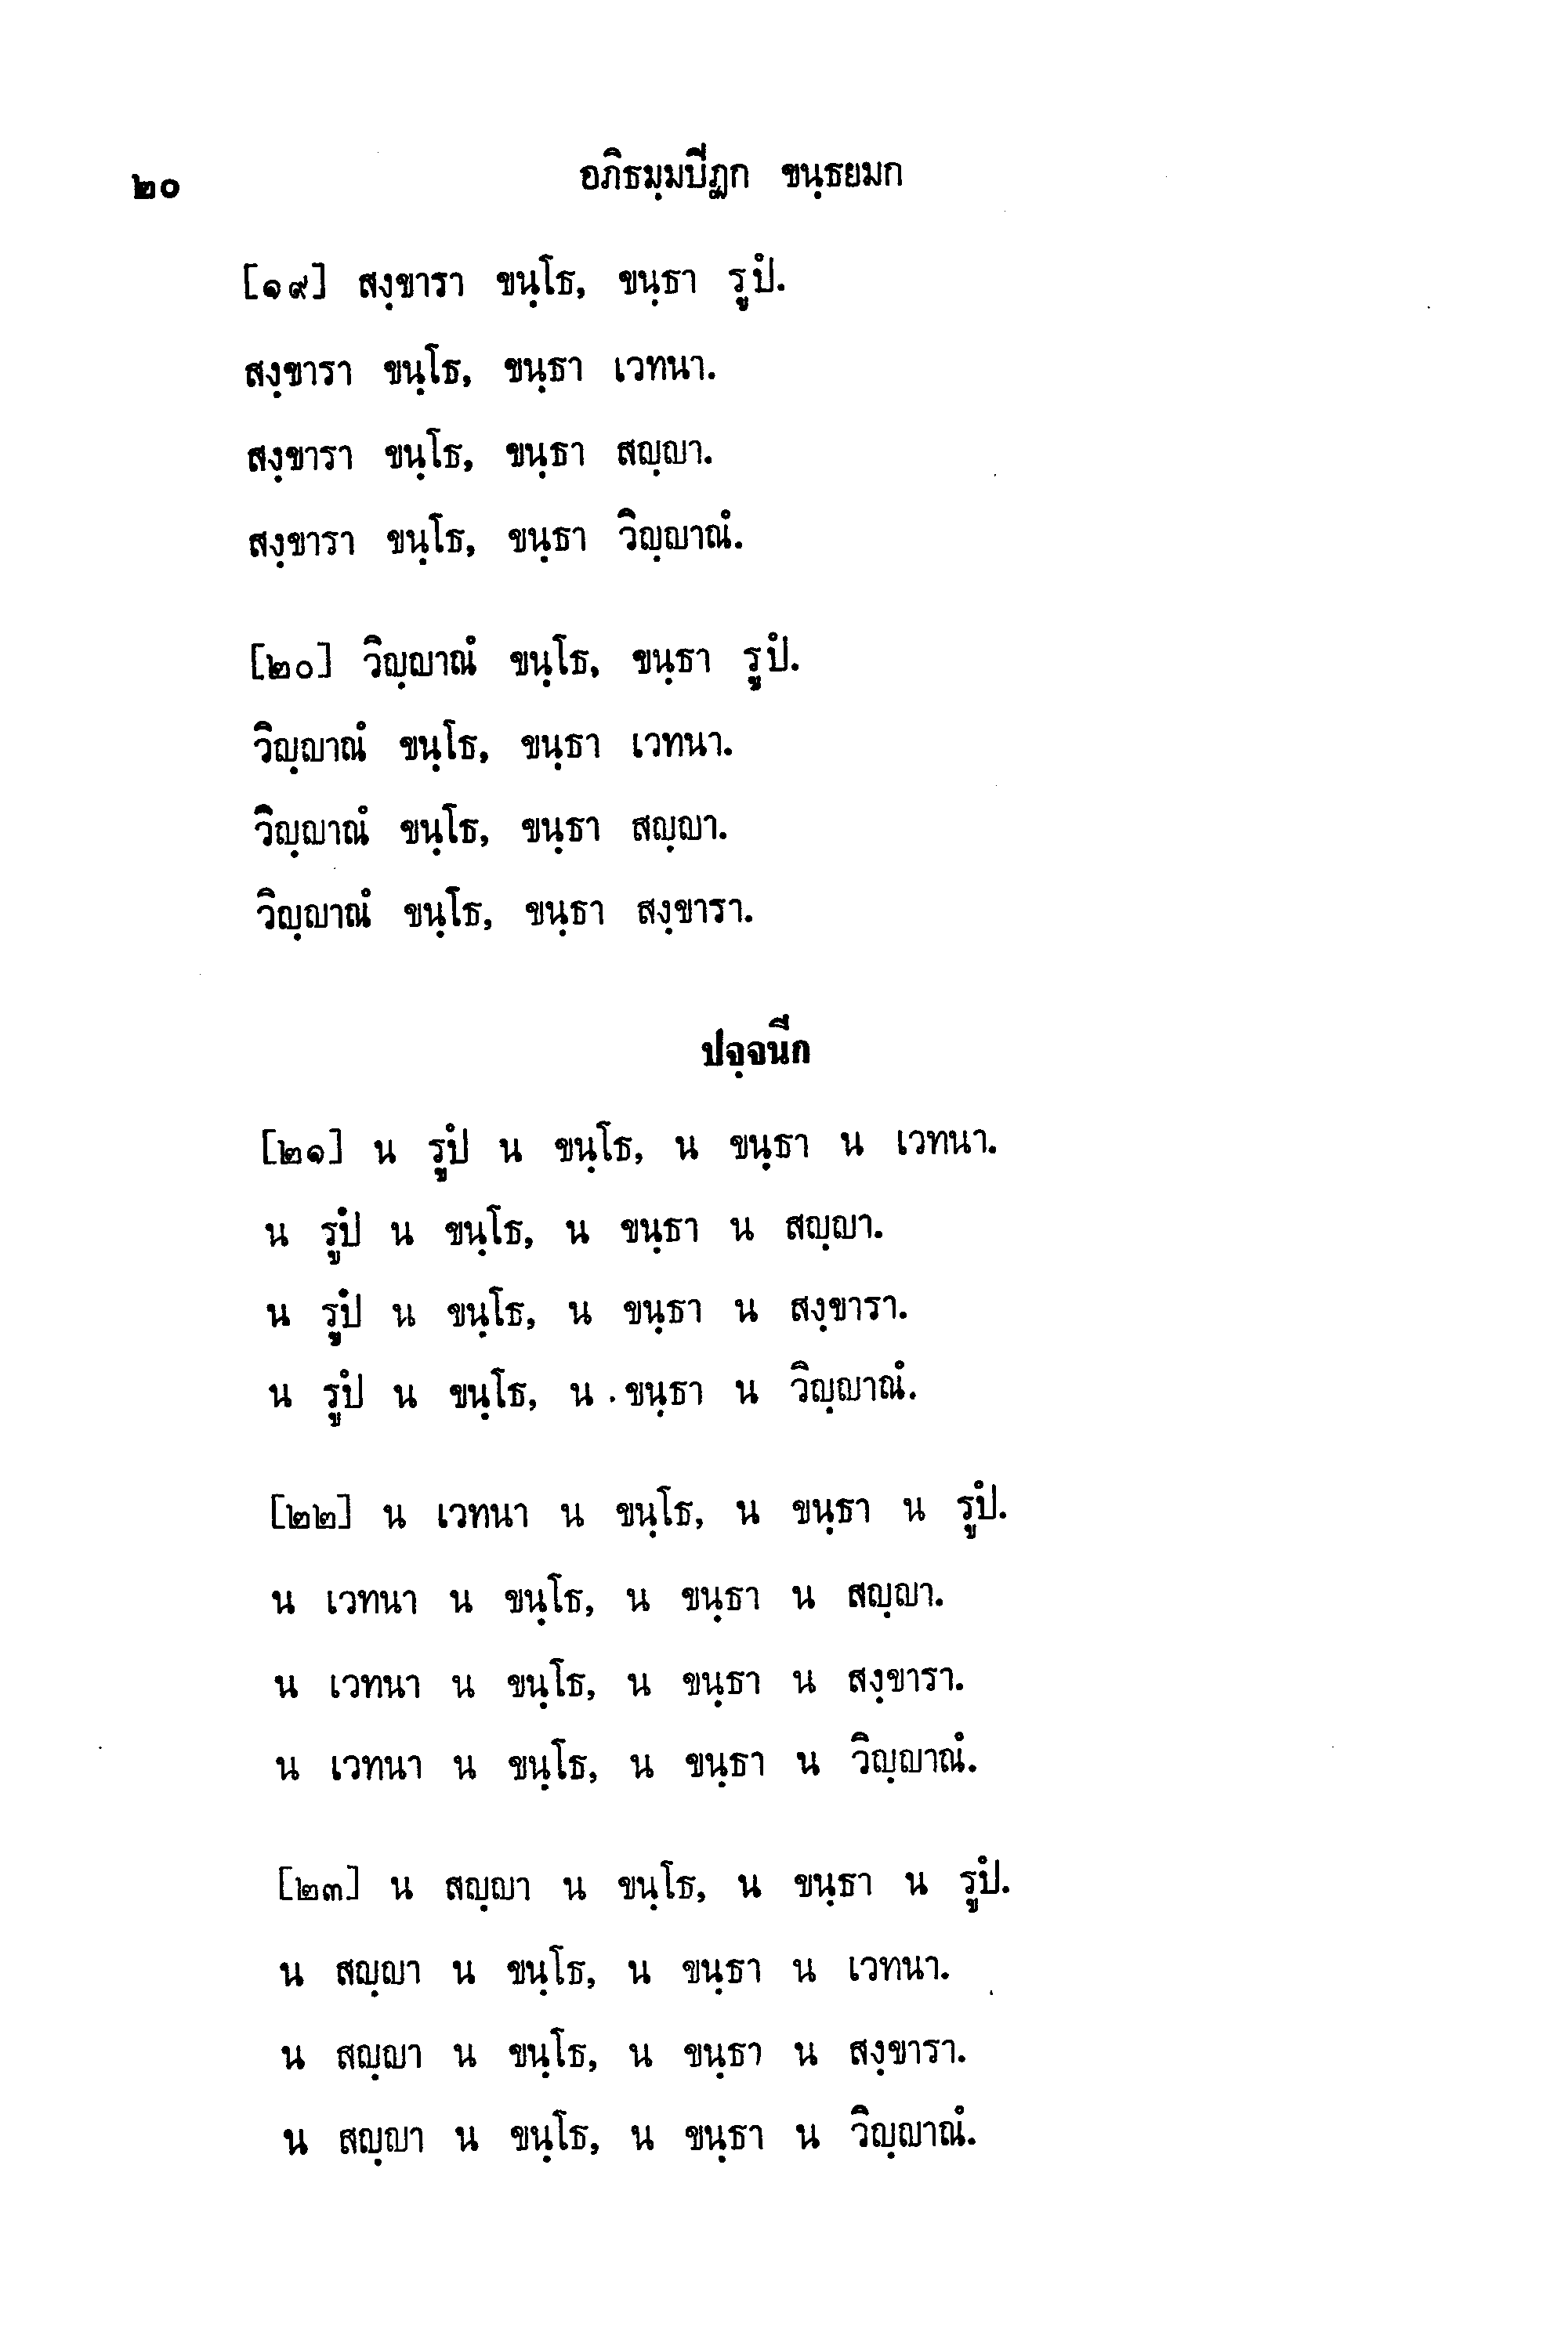 ๒๐ อภิธมฺมปิฏก ขนฺธยมก
[๑๙] สงฺขารา ขนฺโธ, ขนฺธา รูปํ.
สงฺขารา ขนฺโธ, ขนฺธา เวทนา.
สงฺขารา ขนฺโธ, ขนฺธา สญฺญา.
สงฺขารา ขนฺโธ, ขนฺธา วิญฺญาณํ.
[๒๐] วิญฺญาณํ ขนฺโธ, ขนฺธา รูปํ.
วิญฺญาณํ ขนฺโธ, ขนฺธา เวทนา.
วิญฺญาณํ ขนฺโธ, ขนฺธา สญฺญา.
วิญฺญาณํ ขนฺโธ, ขนฺธา สงฺขารา.
ปจฺจนีก
[๒๑] น รูปํ น ขนฺโธ, น ขนฺธา น เวทนา.
น รูปํ น ขนฺโธ, น ขนฺธา น สญฺญา.
น รูปํ น ขนฺโธ, น ขนฺธา น สงฺขารา.
น รูปํ น ขนฺโธ, น ขนฺธา น วิญฺญาณํ.
[๒๒] น เวทนา น ขนฺโธ, น ขนฺธา น รูปํ.
น เวทนา น ขนฺโธ, น ขนฺธา น สญฺญา.
น เวทนา น ขนฺโธ, น ขนฺธา น สงฺขารา.
น เวทนา น ขนฺโธ, น ขนฺธา น วิญฺญาณํ.
[๒๓] น สญฺญา น ขนฺโธ, น ขนฺธา น รูปํ.
น สญฺญา น ขนฺโธ, น ขนฺธา น เวทนา.
น สญฺญา น ขนฺโธ, น ขนฺธา น สงฺขารา.
น สญฺญา น ขนฺโธ, น ขนฺธา น วิญฺญาณํ.